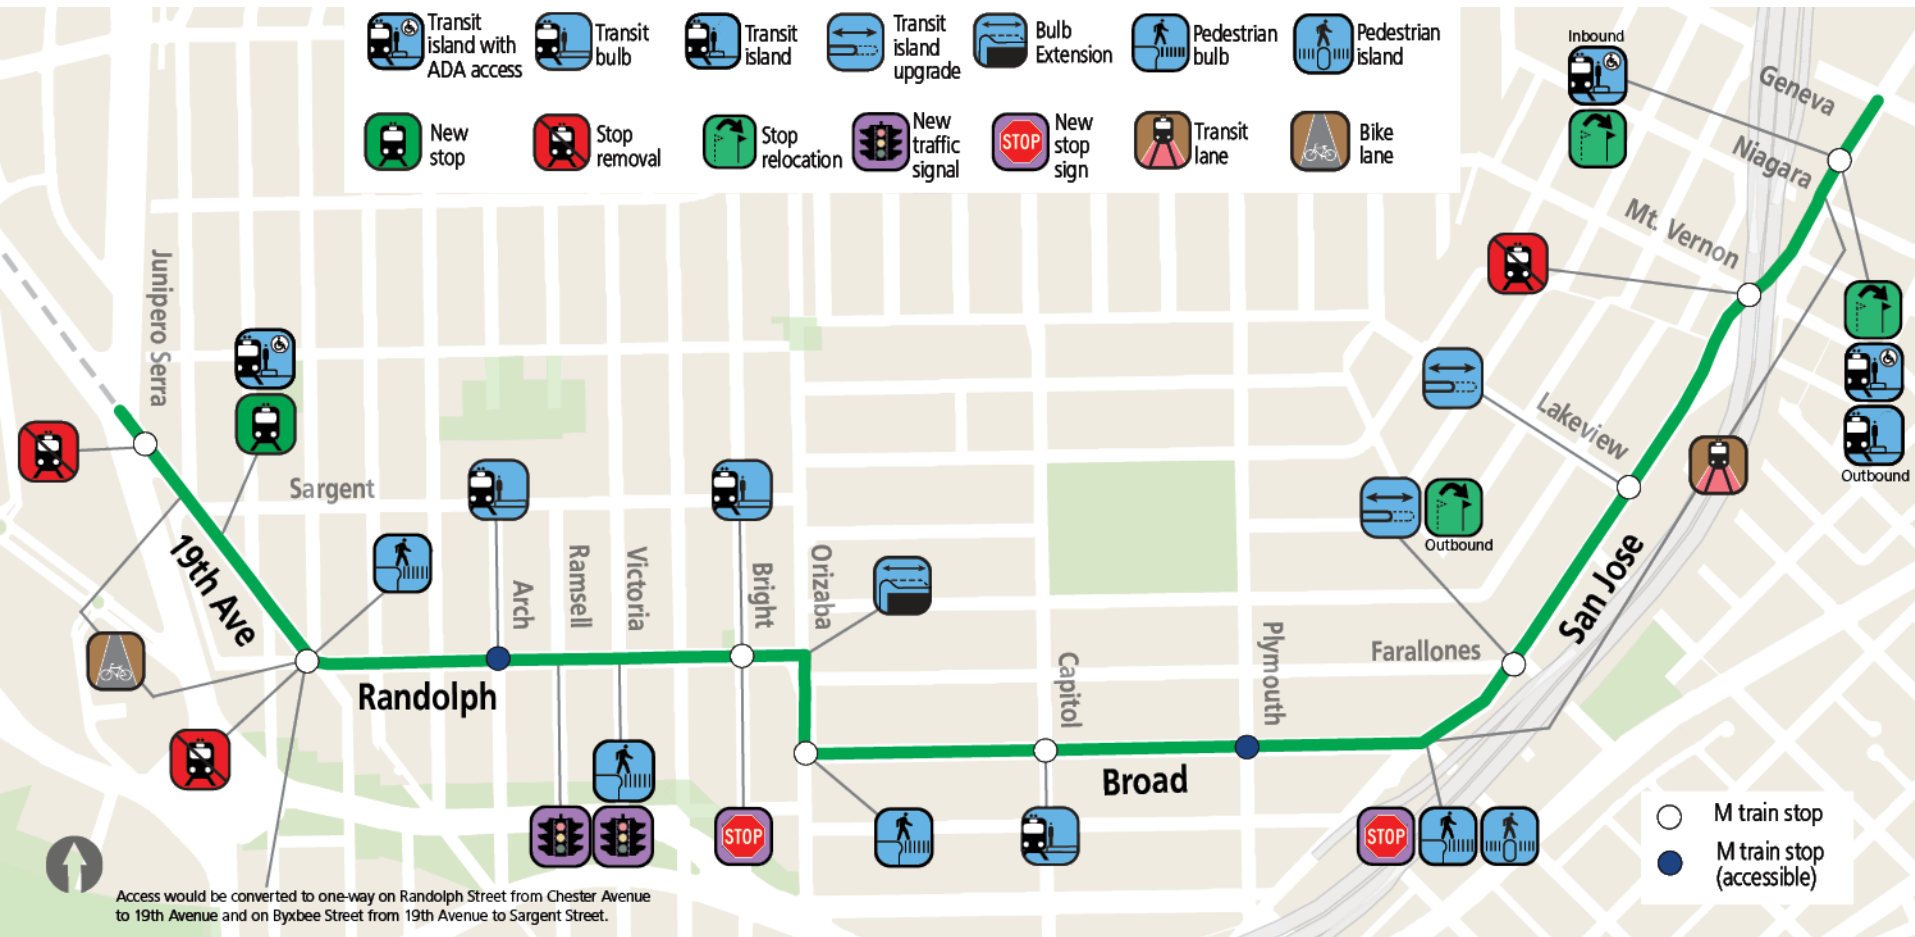 Transit
island with
ADA access
Transit
bulb
Transit
island
Transit
island
upgrade
Bulb
Extension
Pedestrian
bulb
Pedestrian
island
New
stop
Stop
removal
Stop
relocation
New
traffic
signal
STOP
New
stop
sign
Transit
lane
Bike
lane
Inbound
Geneva
Niagara
Mt. Vernon
Junipero Serra
Lakeview
Outbound
Sargent
Outbound
19th Ave
Arch
Ramsell
Victoria
Bright
Orizaba
San Jose
Farallones
Capitol
Plymouth
Randolph
Broad
STOP
STOP
M train stop
M train stop
(accessible)
Access would be converted to one-way on Randolph Street from Chester Avenue
to 19th Avenue and on Byxbee Street from 19th Avenue to Sargent Street.